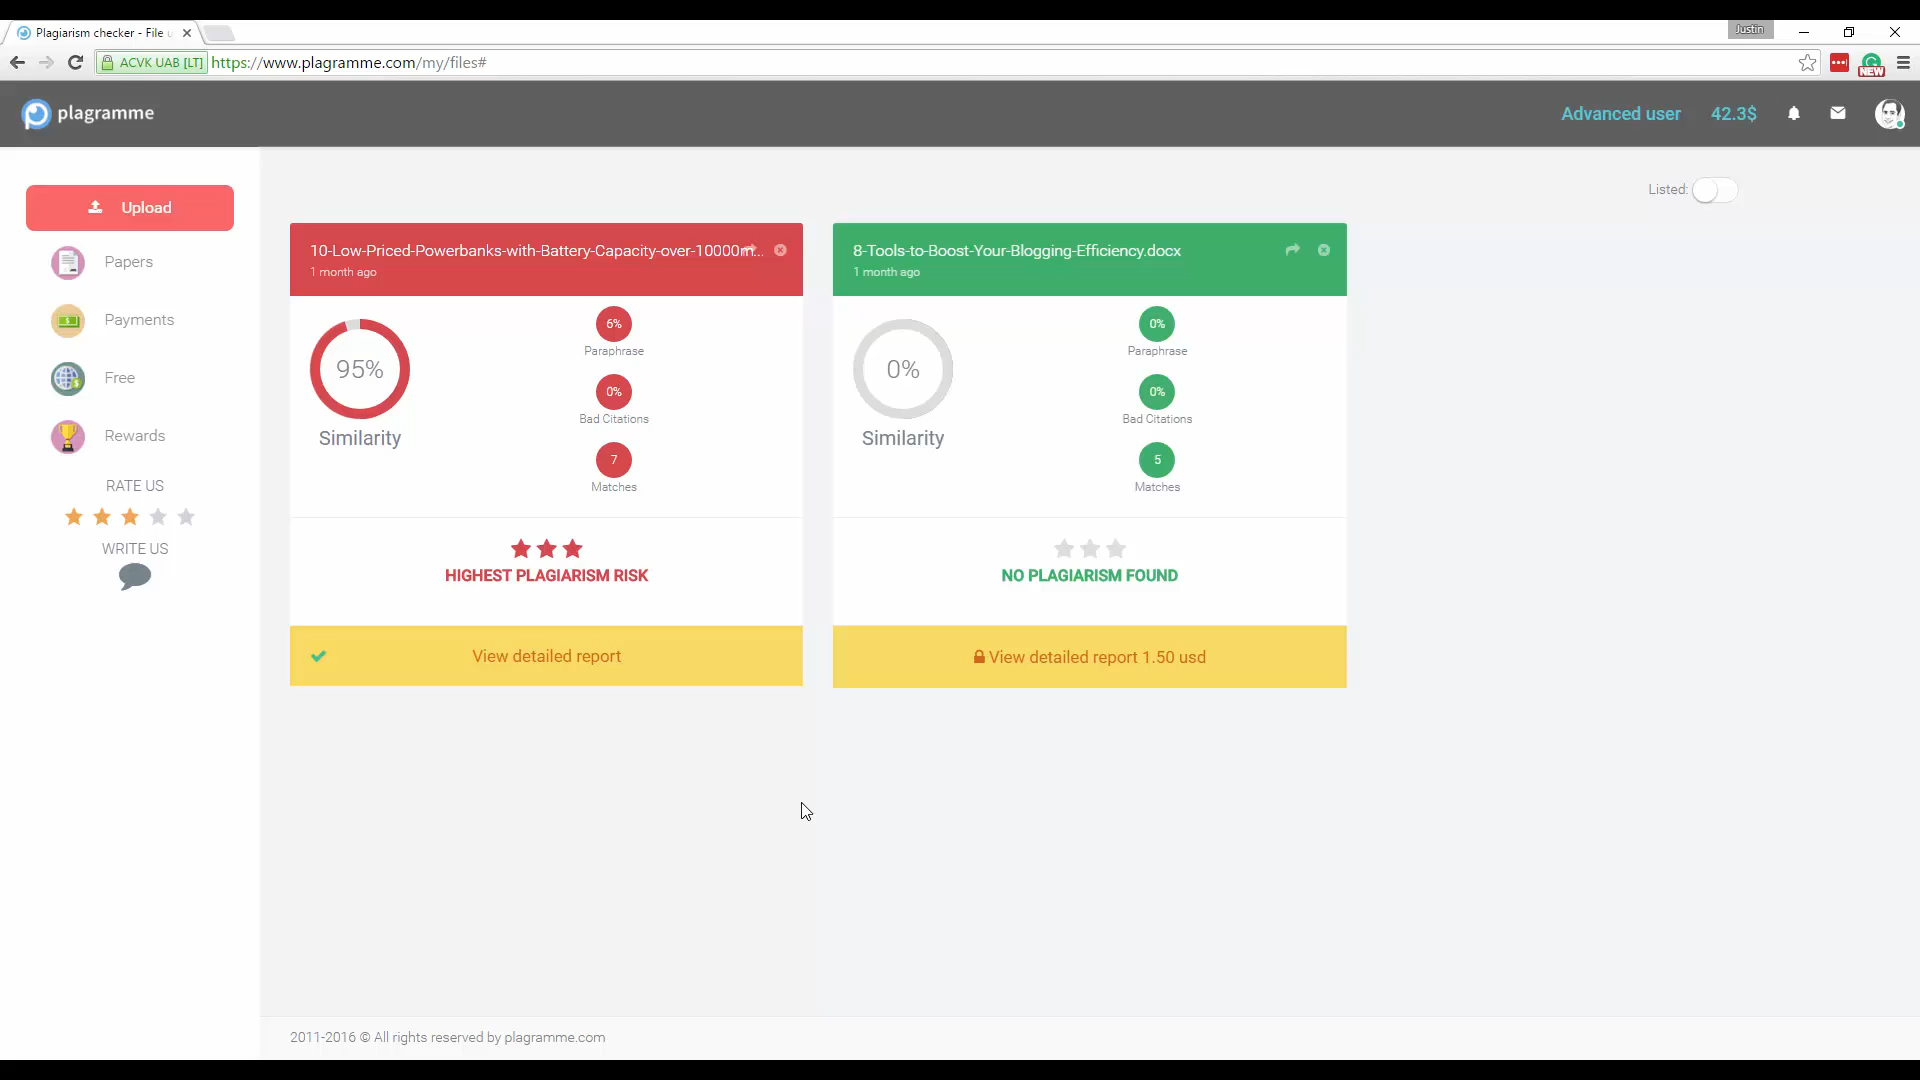 Justin
Plagiarism checker - File u
ACVK UAB [LT] https://www.plagramme.com/my/files#
NEW
plagramme
Advanced user 42.3$
Upload
Papers
Payments
Free
Rewards
RATE US
WRITE US
Listed:
10-Low-Priced-Powerbanks-with-Battery-Capacity-over-10000m...
1 month ago
95%
Similarity
6%
Paraphrase
0%
Bad Citations
7
Matches
HIGHEST PLAGIARISM RISK
View detailed report
8-Tools-to-Boost-Your-Blogging-Efficiency.docx
1 month ago
0%
Similarity
0%
Paraphrase
0%
Bad Citations
5
Matches
NO PLAGIARISM FOUND
View detailed report 1.50 usd
2011-2016 © All rights reserved by plagramme.com